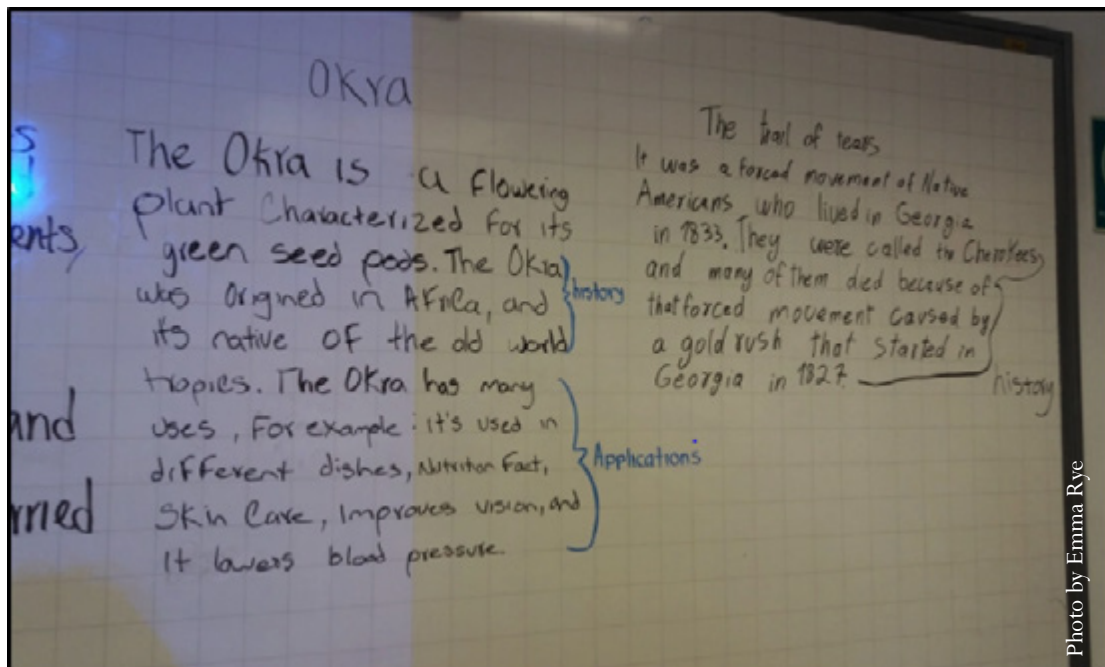 s
ents,
and
rned
Okra
The Okra is a flowering
plant Characterized for its
green seed pods. The Okra
was Origined in Africa, and
it's native of the old world
tropics. The Okra has many
uses, For example: it's used in
different dishes, Nutrition Fact,
Skin Care, Improves vision, and
It lowers blood pressure.
history
Applications
The trail of tears
It was a forced movement of Native
Americans who lived in Georgia
in 1833. They were called the Cherokees
and many of them died because of
that forced movement caused by
a gold rush that started in
Georgia in 1827.
history
Photo by Emma Rye